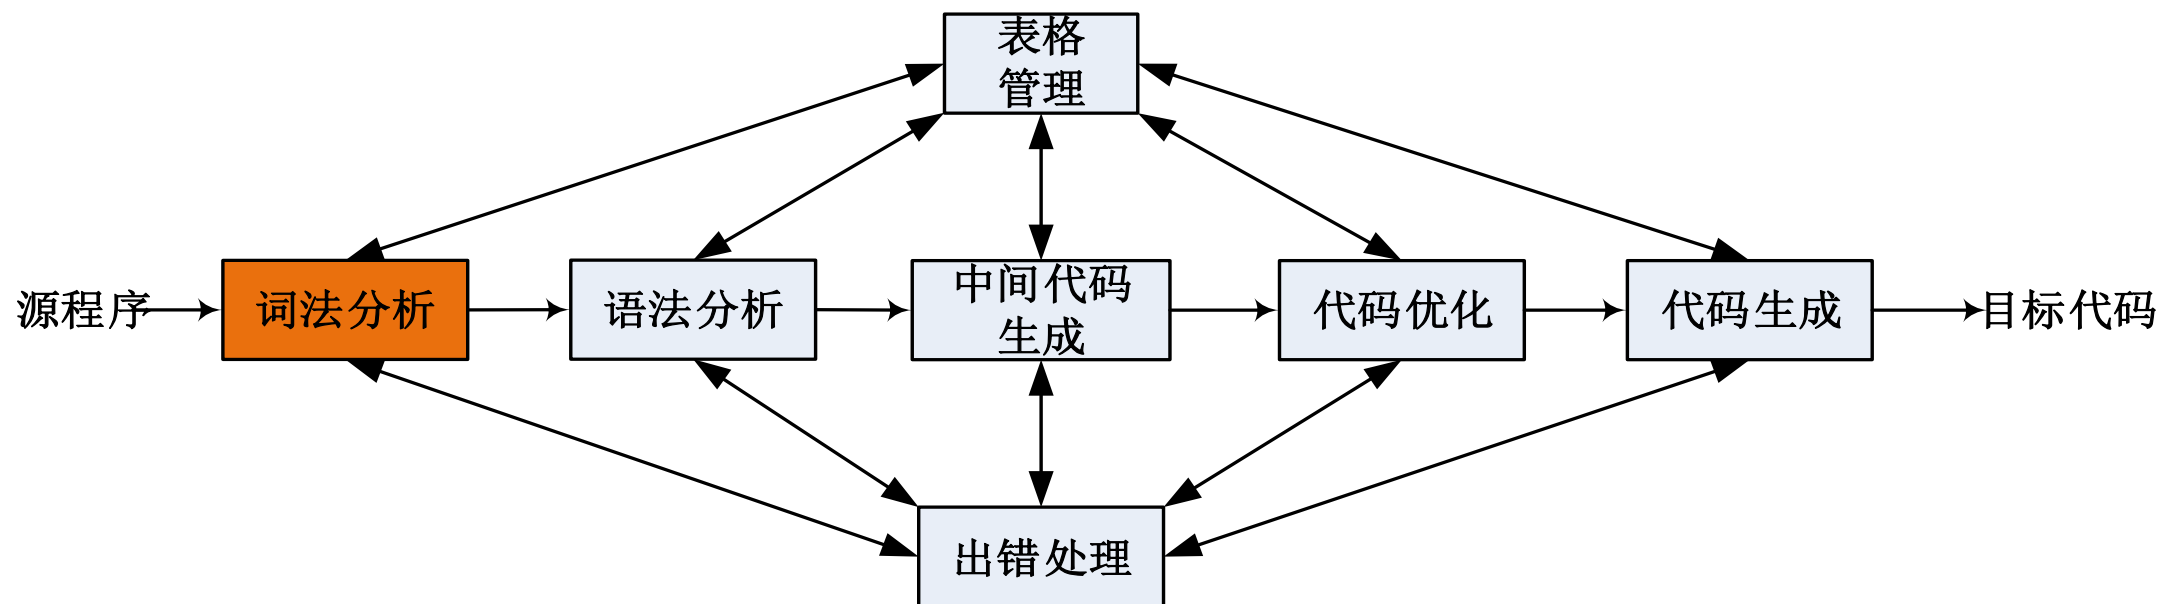 表格
管理
源程序
词法分析
语法分析
中间代码
生成
代码优化
代码生成
目标代码
出错处理